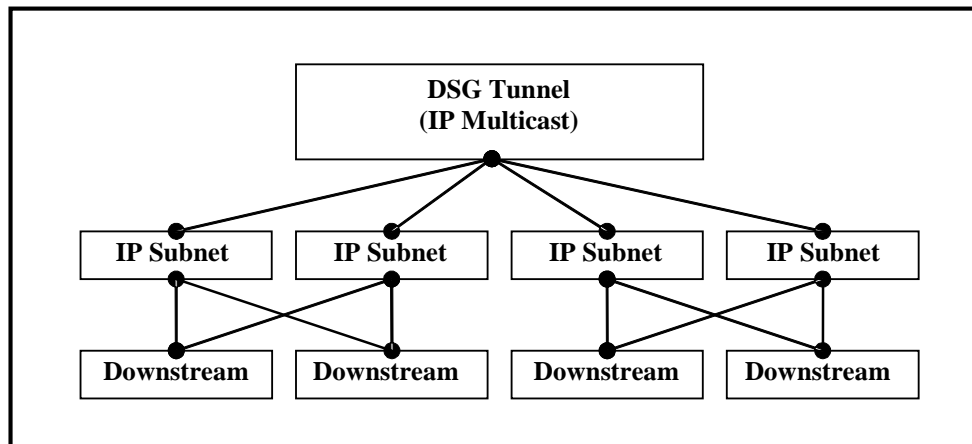 DSG Tunnel
(IP Multicast)
IP Subnet IP Subnet IP Subnet IP Subnet
Downstream Downstream Downstream Downstream